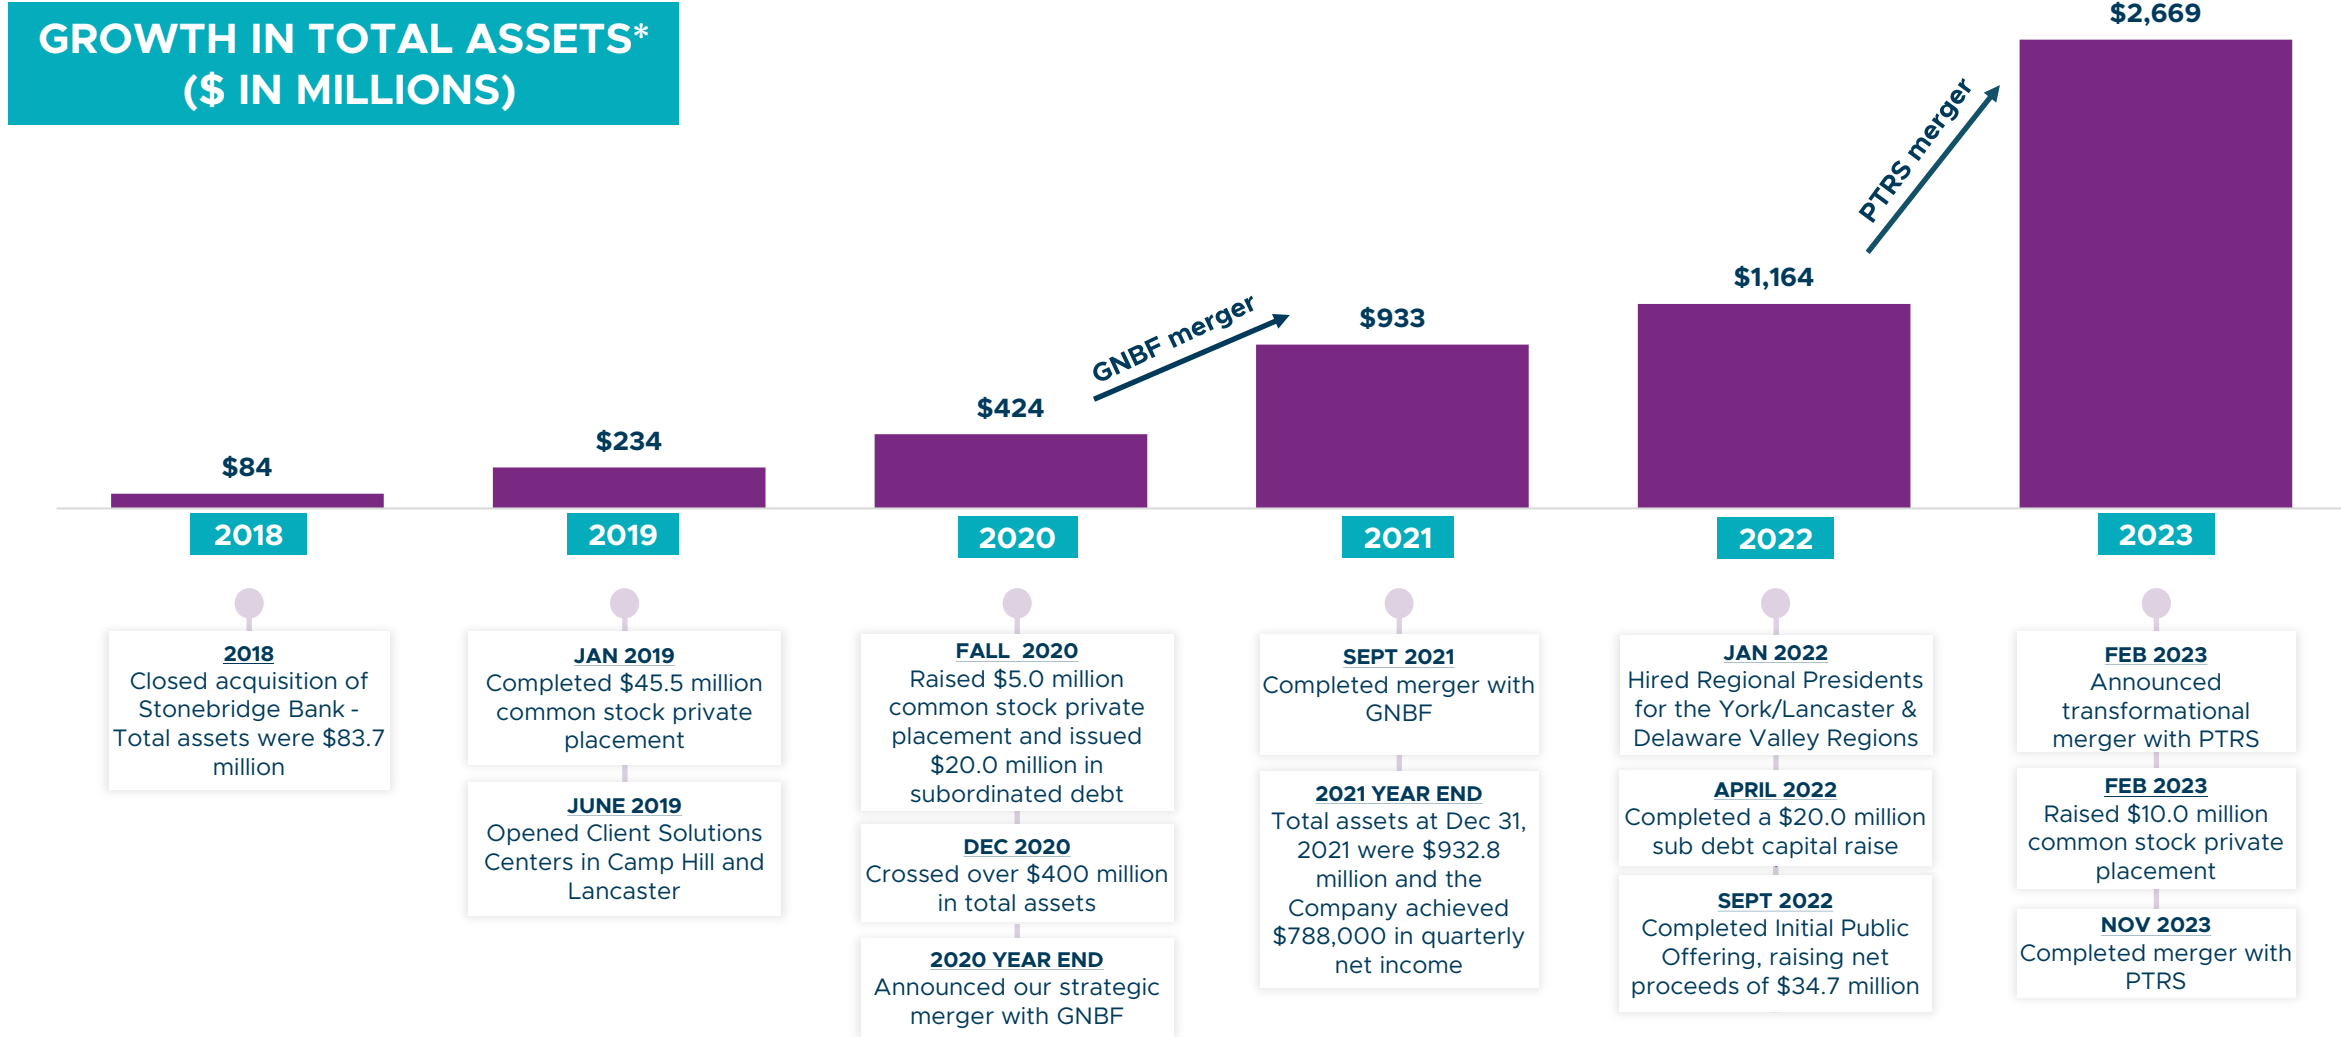 GROWTH IN TOTAL ASSETS*
($ IN MILLIONS)
$84
$234
$424
GNBF merger
$933
$1,164
PTRS merger
$2,669
2018
2019
2020
2021
2022
2023
2018
Closed acquisition of
Stonebridge Bank -
Total assets were $83.7
million
JAN 2019
Completed $45.5 million
common stock private
placement
JUNE 2019
Opened Client Solutions
Centers in Camp Hill and
Lancaster
FALL 2020
Raised $5.0 million
common stock private
placement and issued
$20.0 million in
subordinated debt
DEC 2020
Crossed over $400 million
in total assets
2020 YEAR END
Announced our strategic
merger with GNBF
SEPT 2021
Completed merger with
GNBF
2021 YEAR END
Total assets at Dec 31,
2021 were $932.8
million and the
Company achieved
$788,000 in quarterly
net income
JAN 2022
Hired Regional Presidents
for the York/Lancaster &
Delaware Valley Regions
APRIL 2022
Completed a $20.0 million
sub debt capital raise
SEPT 2022
Completed Initial Public
Offering, raising net
proceeds of $34.7 million
FEB 2023
Announced
transformational
merger with PTRS
FEB 2023
Raised $10.0 million
common stock private
placement
NOV 2023
Completed merger with
PTRS